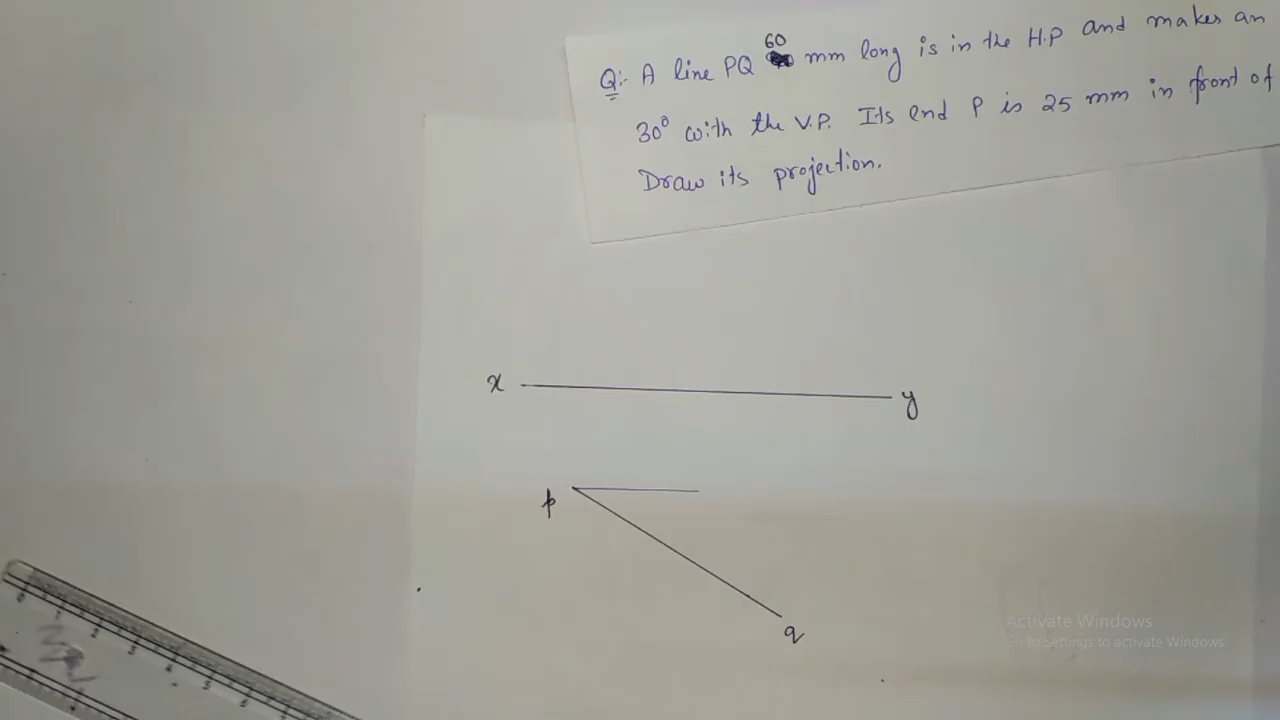 Q:- A line PQ 60 mm long is in the H.P and makes an
30° with the V.P. Its end P is 25 mm in front of
Draw its projection.
x
y
p
q
Activate Windows
Go to Settings to activate Windows